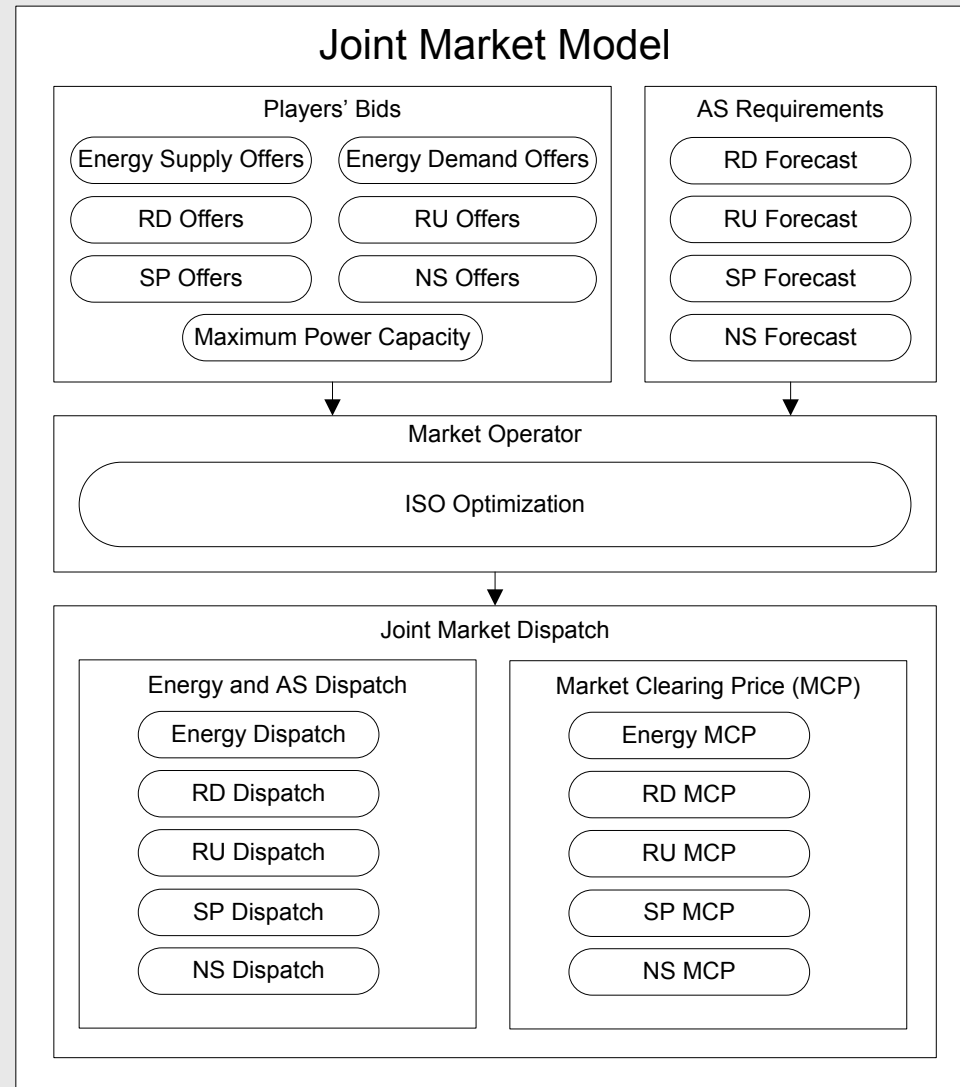 Joint Market Model
Players' Bids
Energy Supply Offers
Energy Demand Offers
RD Offers
RU Offers
SP Offers
NS Offers
Maximum Power Capacity
AS Requirements
RD Forecast
RU Forecast
SP Forecast
NS Forecast
Market Operator
ISO Optimization
Joint Market Dispatch
Energy and AS Dispatch
Energy Dispatch
RD Dispatch
RU Dispatch
SP Dispatch
NS Dispatch
Market Clearing Price (MCP)
Energy MCP
RD MCP
RU MCP
SP MCP
NS MCP